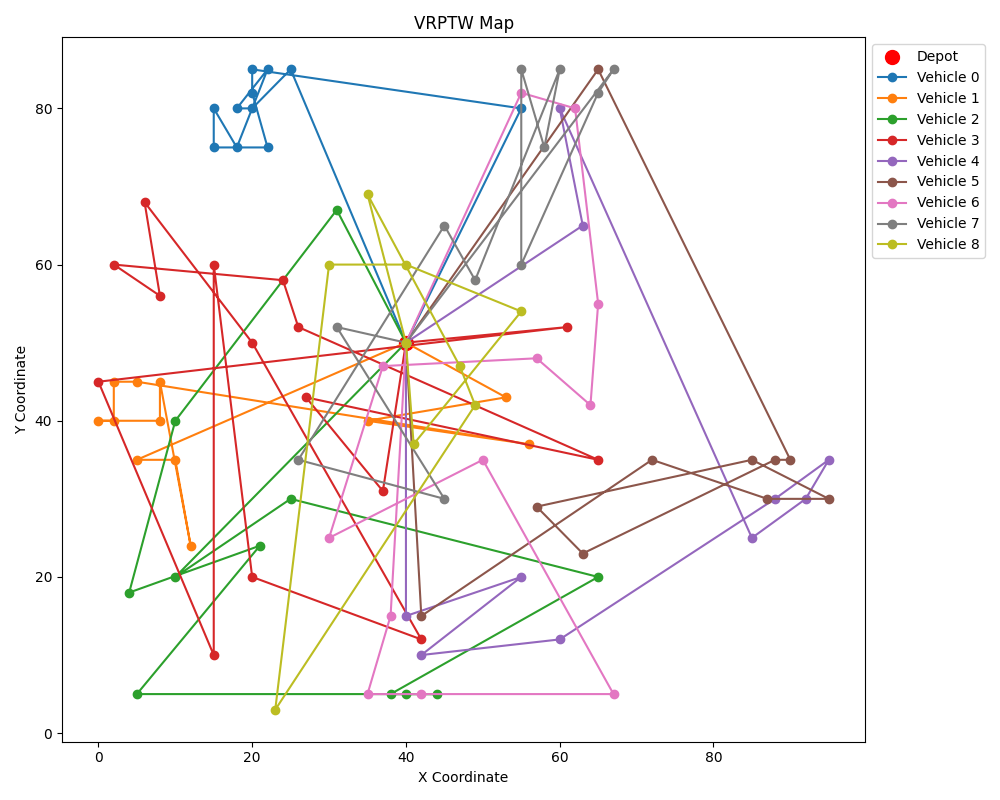 VRPTW Map
Y Coordinate
80
60
40
20
0
0 20 40 60 80
X Coordinate
Depot
Vehicle 0
Vehicle 1
Vehicle 2
Vehicle 3
Vehicle 4
Vehicle 5
Vehicle 6
Vehicle 7
Vehicle 8